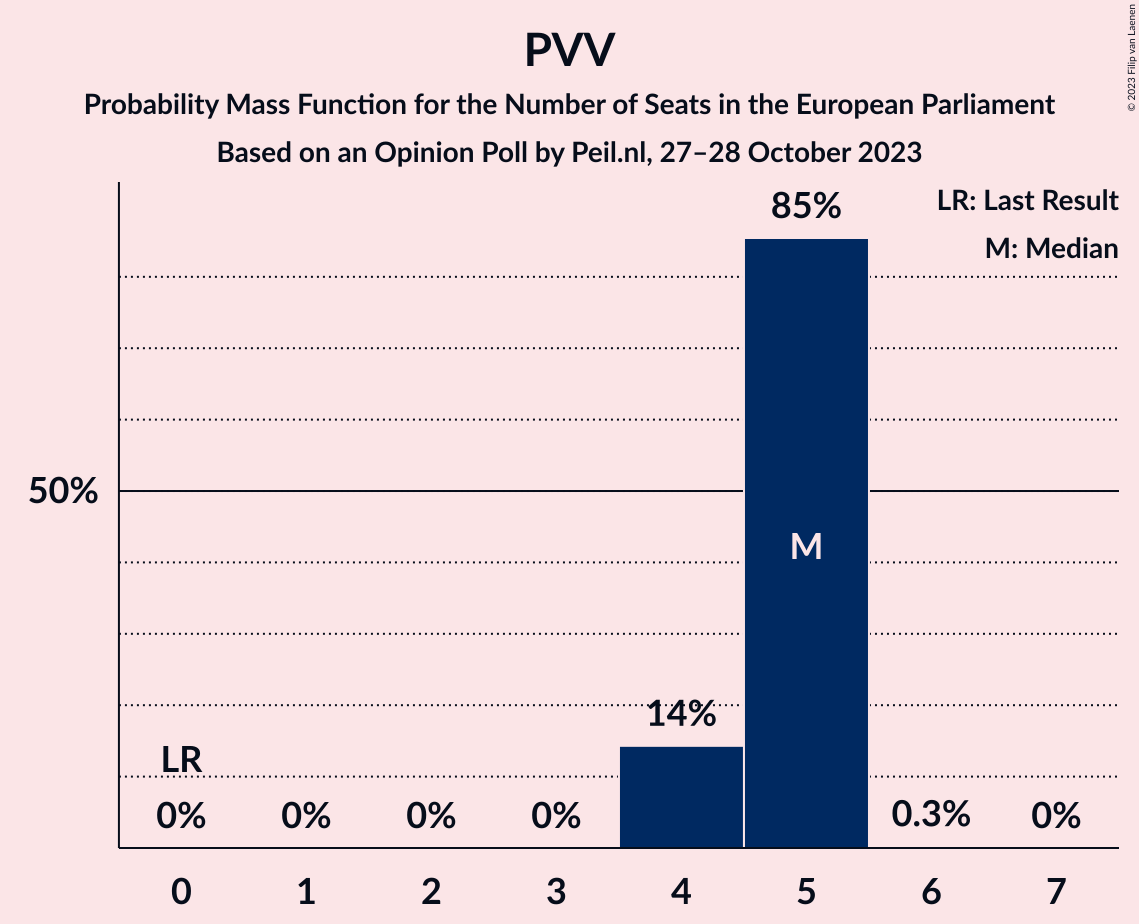 PVV
Probability Mass Function for the Number of Seats in the European Parliament
Based on an Opinion Poll by Peil.nl, 27–28 October 2023
© 2023 Filip van Laenen
LR: Last Result
M: Median
85%
50%
M
14%
LR
0% 0% 0% 0% 0.3% 0%
0 1 2 3 4 5 6 7